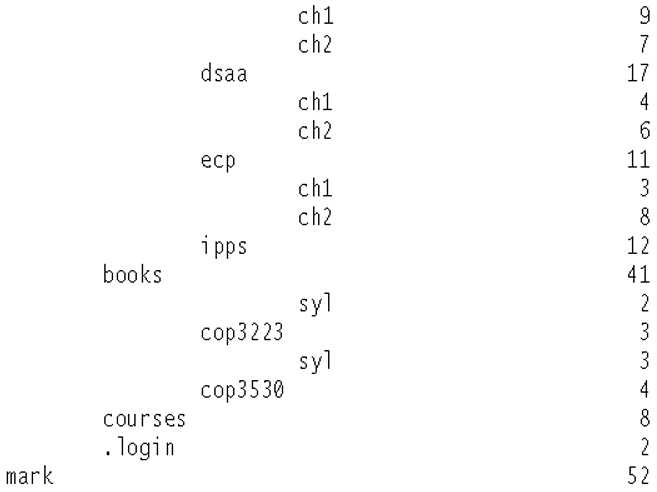 ch1 9
ch2 7
dsaa 17
ch1 4
ch2 6
ecp 11
ch1 3
ch2 8
ipps 12
books 41
syl 2
cop3223 3
syl 3
cop3530 4
courses 8
.login 2
mark 52